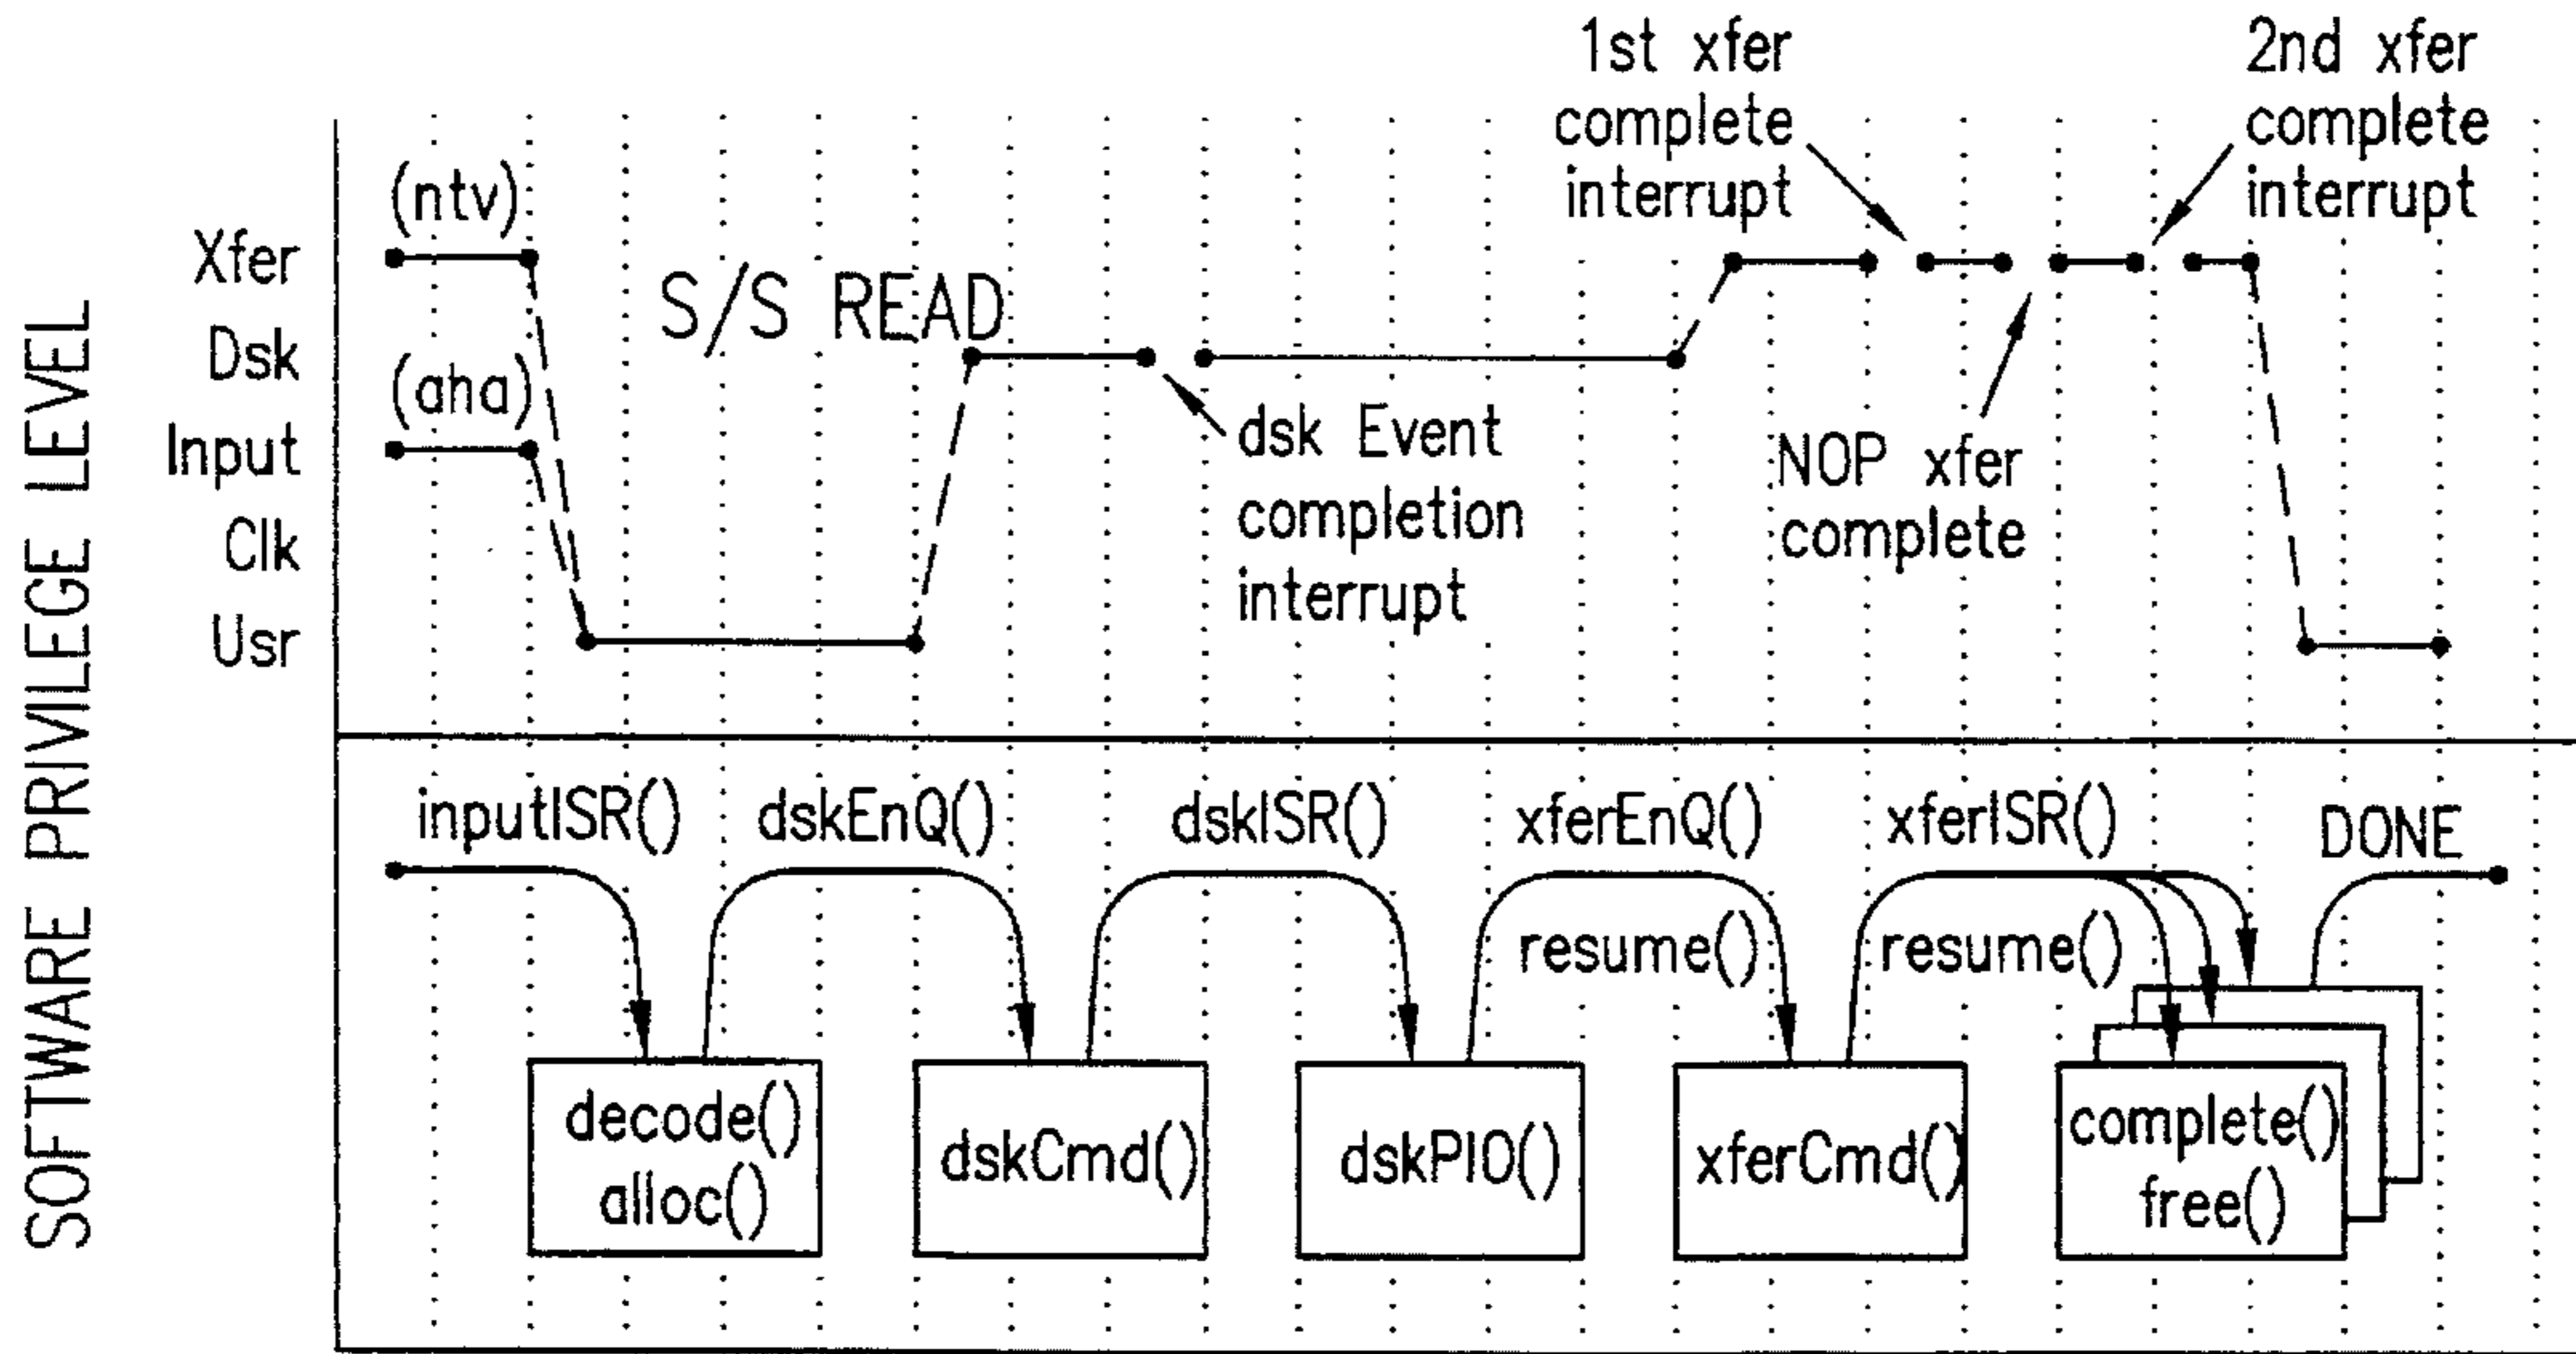 SOFTWARE PRIVILEGE LEVEL
Xfer
Dsk
Input
Clk
Usr
(ntv)
(aha)
S/S READ
dsk Event
completion
interrupt
1st xfer
complete
interrupt
NOP xfer
complete
2nd xfer
complete
interrupt
inputISR()
dskEnQ()
dskISR()
xferEnQ()
resume()
xferISR()
resume()
DONE
decode()
alloc()
dskCmd()
dskPIO()
xferCmd()
complete()
free()